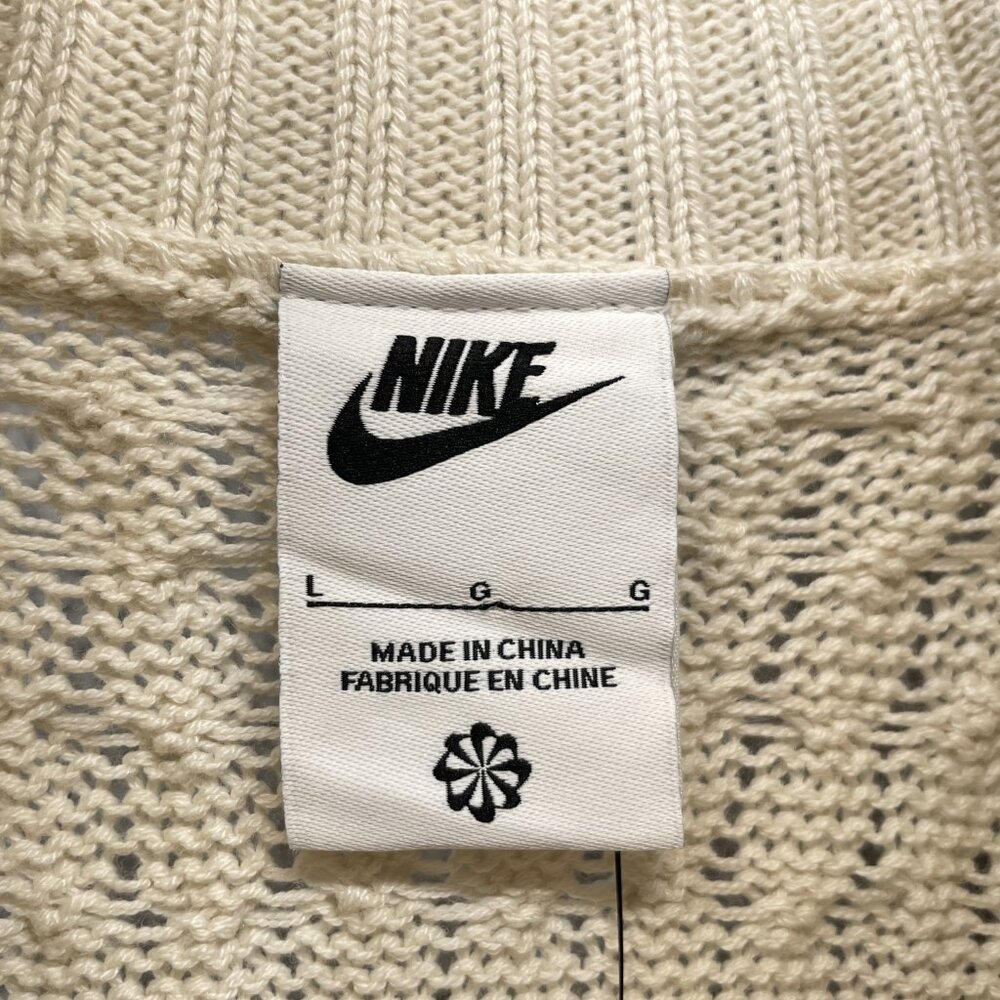 NIKE
L G G
MADE IN CHINA
FABRIQUE EN CHINE